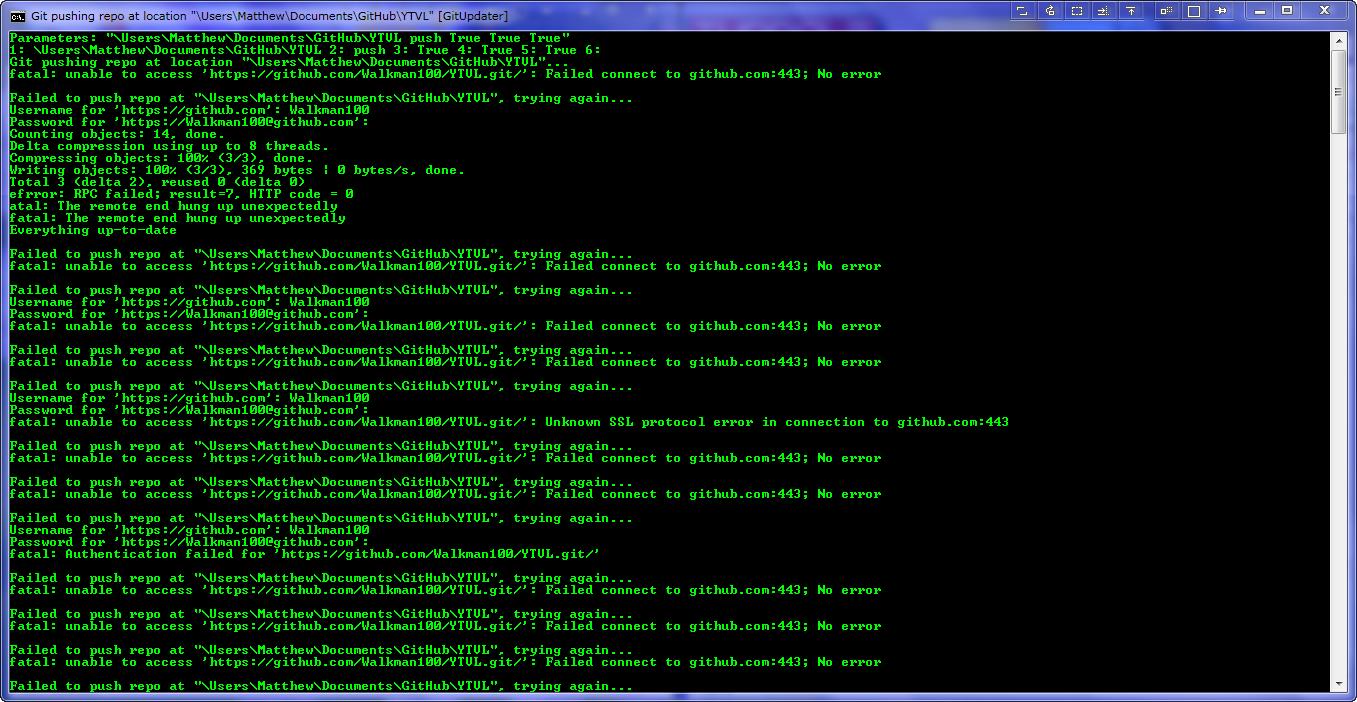 Git pushing repo at location "\Users\Matthew\Documents\GitHub\YTVL" [GitUpdater]
Parameters: "\Users\Matthew\Documents\GitHub\YTVL push True True True"
1: \Users\Matthew\Documents\GitHub\YTVL 2: push 3: True 4: True 5: True 6:
Git pushing repo at location "\Users\Matthew\Documents\GitHub\YTVL"...
fatal: unable to access 'https://github.com/Walkman100/YTVL.git/': Failed connect to github.com:443; No error
Failed to push repo at "\Users\Matthew\Documents\GitHub\YTVL", trying again...
Username for 'https://github.com': Walkman100
Password for 'https://Walkman100@github.com':
Counting objects: 14, done.
Delta compression using up to 8 threads.
Compressing objects: 100% (3/3), done.
Writing objects: 100% (3/3), 369 bytes | 0 bytes/s, done.
Total 3 (delta 2), reused 0 (delta 0)
efrror: RPC failed; result=7, HTTP code = 0
atal: The remote end hung up unexpectedly
fatal: The remote end hung up unexpectedly
Everything up-to-date
Failed to push repo at "\Users\Matthew\Documents\GitHub\YTVL", trying again...
fatal: unable to access 'https://github.com/Walkman100/YTVL.git/': Failed connect to github.com:443; No error
Failed to push repo at "\Users\Matthew\Documents\GitHub\YTVL", trying again...
Username for 'https://github.com': Walkman100
Password for 'https://Walkman100@github.com':
fatal: unable to access 'https://github.com/Walkman100/YTVL.git/': Failed connect to github.com:443; No error
Failed to push repo at "\Users\Matthew\Documents\GitHub\YTVL", trying again...
fatal: unable to access 'https://github.com/Walkman100/YTVL.git/': Failed connect to github.com:443; No error
Failed to push repo at "\Users\Matthew\Documents\GitHub\YTVL", trying again...
Username for 'https://github.com': Walkman100
Password for 'https://Walkman100@github.com':
fatal: unable to access 'https://github.com/Walkman100/YTVL.git/': Unknown SSL protocol error in connection to github.com:443
Failed to push repo at "\Users\Matthew\Documents\GitHub\YTVL", trying again...
fatal: unable to access 'https://github.com/Walkman100/YTVL.git/': Failed connect to github.com:443; No error
Failed to push repo at "\Users\Matthew\Documents\GitHub\YTVL", trying again...
fatal: unable to access 'https://github.com/Walkman100/YTVL.git/': Failed connect to github.com:443; No error
Failed to push repo at "\Users\Matthew\Documents\GitHub\YTVL", trying again...
Username for 'https://github.com': Walkman100
Password for 'https://Walkman100@github.com':
fatal: Authentication failed for 'https://github.com/Walkman100/YTVL.git/'
Failed to push repo at "\Users\Matthew\Documents\GitHub\YTVL", trying again...
fatal: unable to access 'https://github.com/Walkman100/YTVL.git/': Failed connect to github.com:443; No error
Failed to push repo at "\Users\Matthew\Documents\GitHub\YTVL", trying again...
fatal: unable to access 'https://github.com/Walkman100/YTVL.git/': Failed connect to github.com:443; No error
Failed to push repo at "\Users\Matthew\Documents\GitHub\YTVL", trying again...
fatal: unable to access 'https://github.com/Walkman100/YTVL.git/': Failed connect to github.com:443; No error
Failed to push repo at "\Users\Matthew\Documents\GitHub\YTVL", trying again...